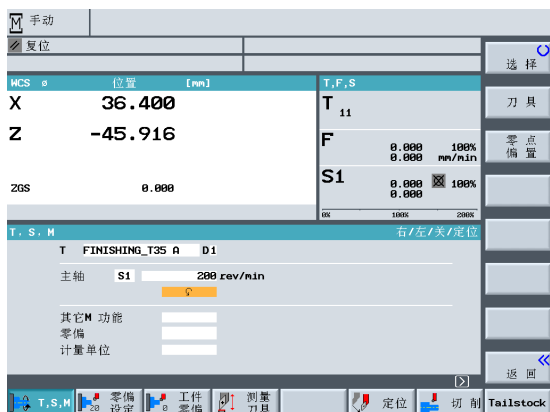 M 手动
复位
选择
WCS ø 位置 [mm] T,F,S
X 36.400 T 11
刀具
Z -45.916 F 0.000 100%
0.000 mm/min
零点
偏置
ZGS 0.000 S1 0.000 100%
0.000
0% 100% 200%
T.S.M 右/左/关/定位
T FINISHING_T35 A D1
主轴 S1 200 rev/min
其它M 功能
零偏
计量单位
返回
T,S,M 零偏设定 工件零偏 测量刀具 定位 切削 Tailstock